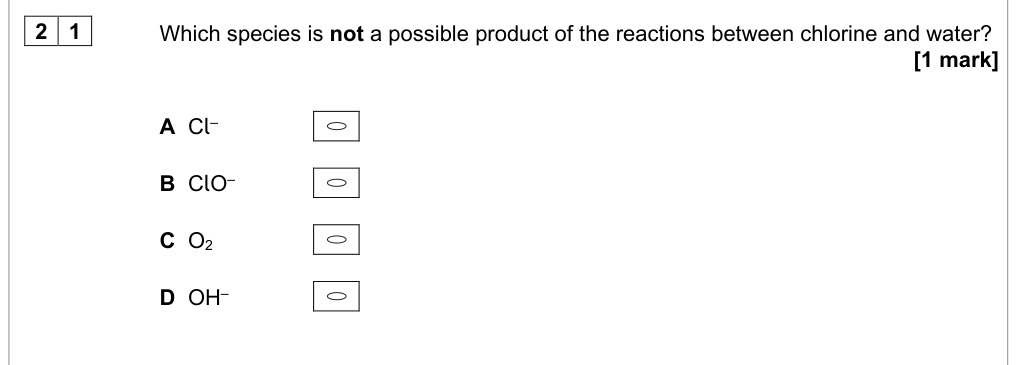 2 1 Which species is not a possible product of the reactions between chlorine and water?
[1 mark]
A Cl⁻
B ClO⁻
C O₂
D OH⁻